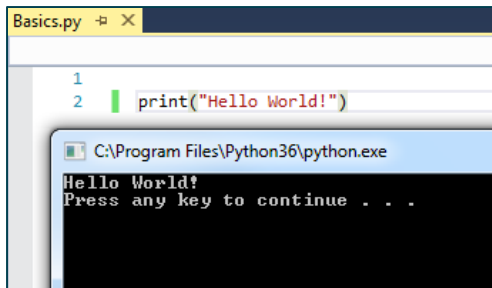 Basics.py
1
2 print("Hello World!")
C:\Program Files\Python36\python.exe
Hello World!
Press any key to continue . . .